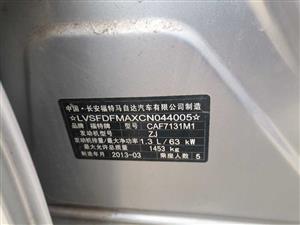 中国·长安福特马自达汽车有限公司制造
☆LVSFDFMAXCN044005☆
品牌 福特牌 型号 CAF7131M1
发动机型号 ZJ
发动机排量/最大净功率 1.3 L/ 63 kW
最大允许总质量 1453 kg
制造年月 2013-03 乘座人数 5